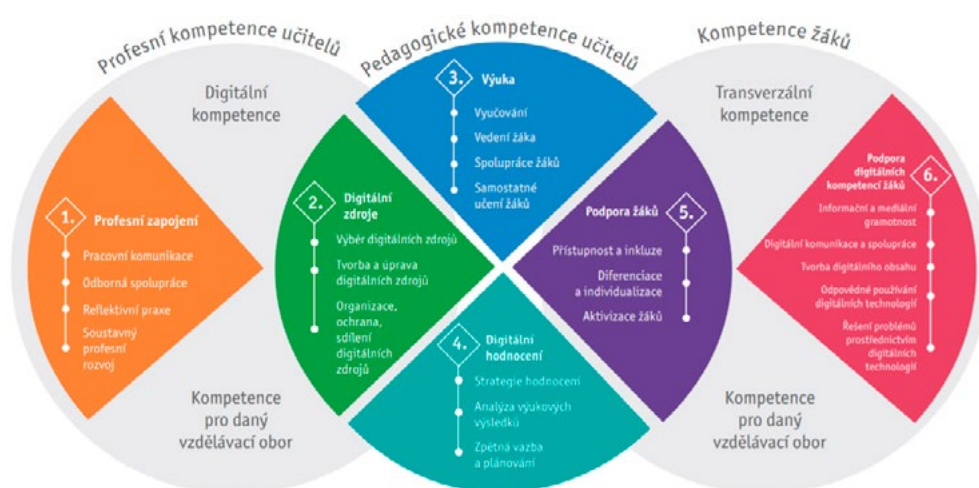 Profesní kompetence učitelů
Pedagogické kompetence učitelů
Kompetence žáků
Digitální
kompetence
Transverzální
kompetence
1.
Profesní zapojení
Pracovní komunikace
Odborná spolupráce
Reflektivní praxe
Soustavný
profesní
rozvoj
2.
Digitální
zdroje
Výběr digitálních zdrojů
Tvorba a úprava
digitálních zdrojů
Organizace,
ochrana,
sdílení
digitálních
zdrojů
3.
Výuka
Vyučování
Vedení žáka
Spolupráce žáků
Samostatné
učení žáků
4.
Digitální
hodnocení
Strategie hodnocení
Analýza výukových
výsledků
Zpětná vazba
a plánování
5.
Podpora žáků
Přístupnost a inkluze
Diferenciace
a individualizace
Aktivizace žáků
6.
Podpora
digitálních
kompetencí žáků
Informační a mediální
gramotnost
Digitální komunikace a spolupráce
Tvorba digitálního obsahu
Odpovědné používání
digitálních technologií
Řešení problémů
prostřednictvím
digitálních
technologií
Kompetence
pro daný
vzdělávací obor
Kompetence
pro daný
vzdělávací obor